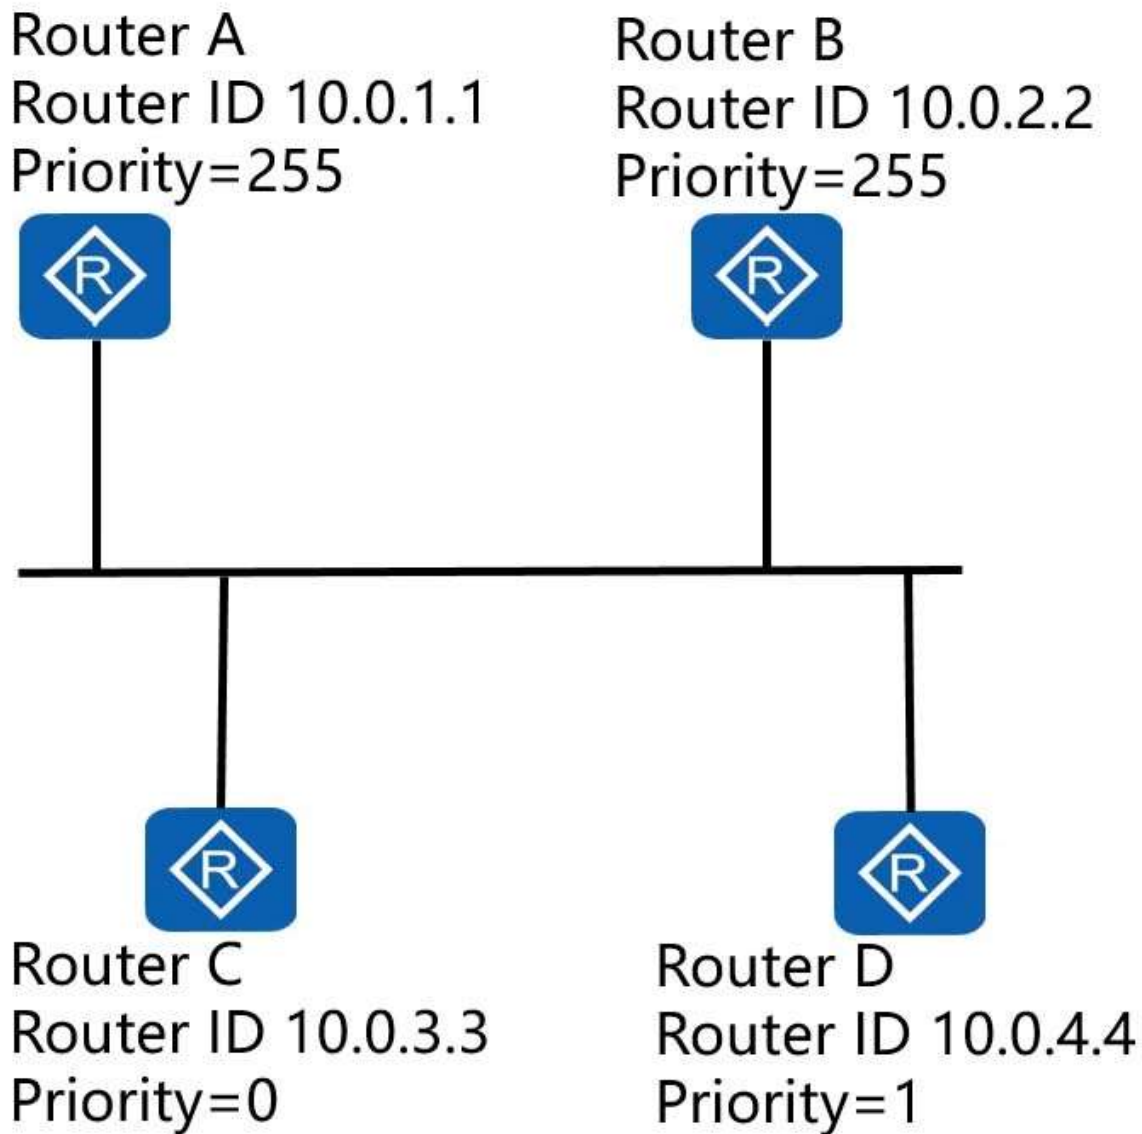 Router A
Router ID 10.0.1.1
Priority=255
Router B
Router ID 10.0.2.2
Priority=255
R
R
R
R
Router C
Router ID 10.0.3.3
Priority=0
Router D
Router ID 10.0.4.4
Priority=1